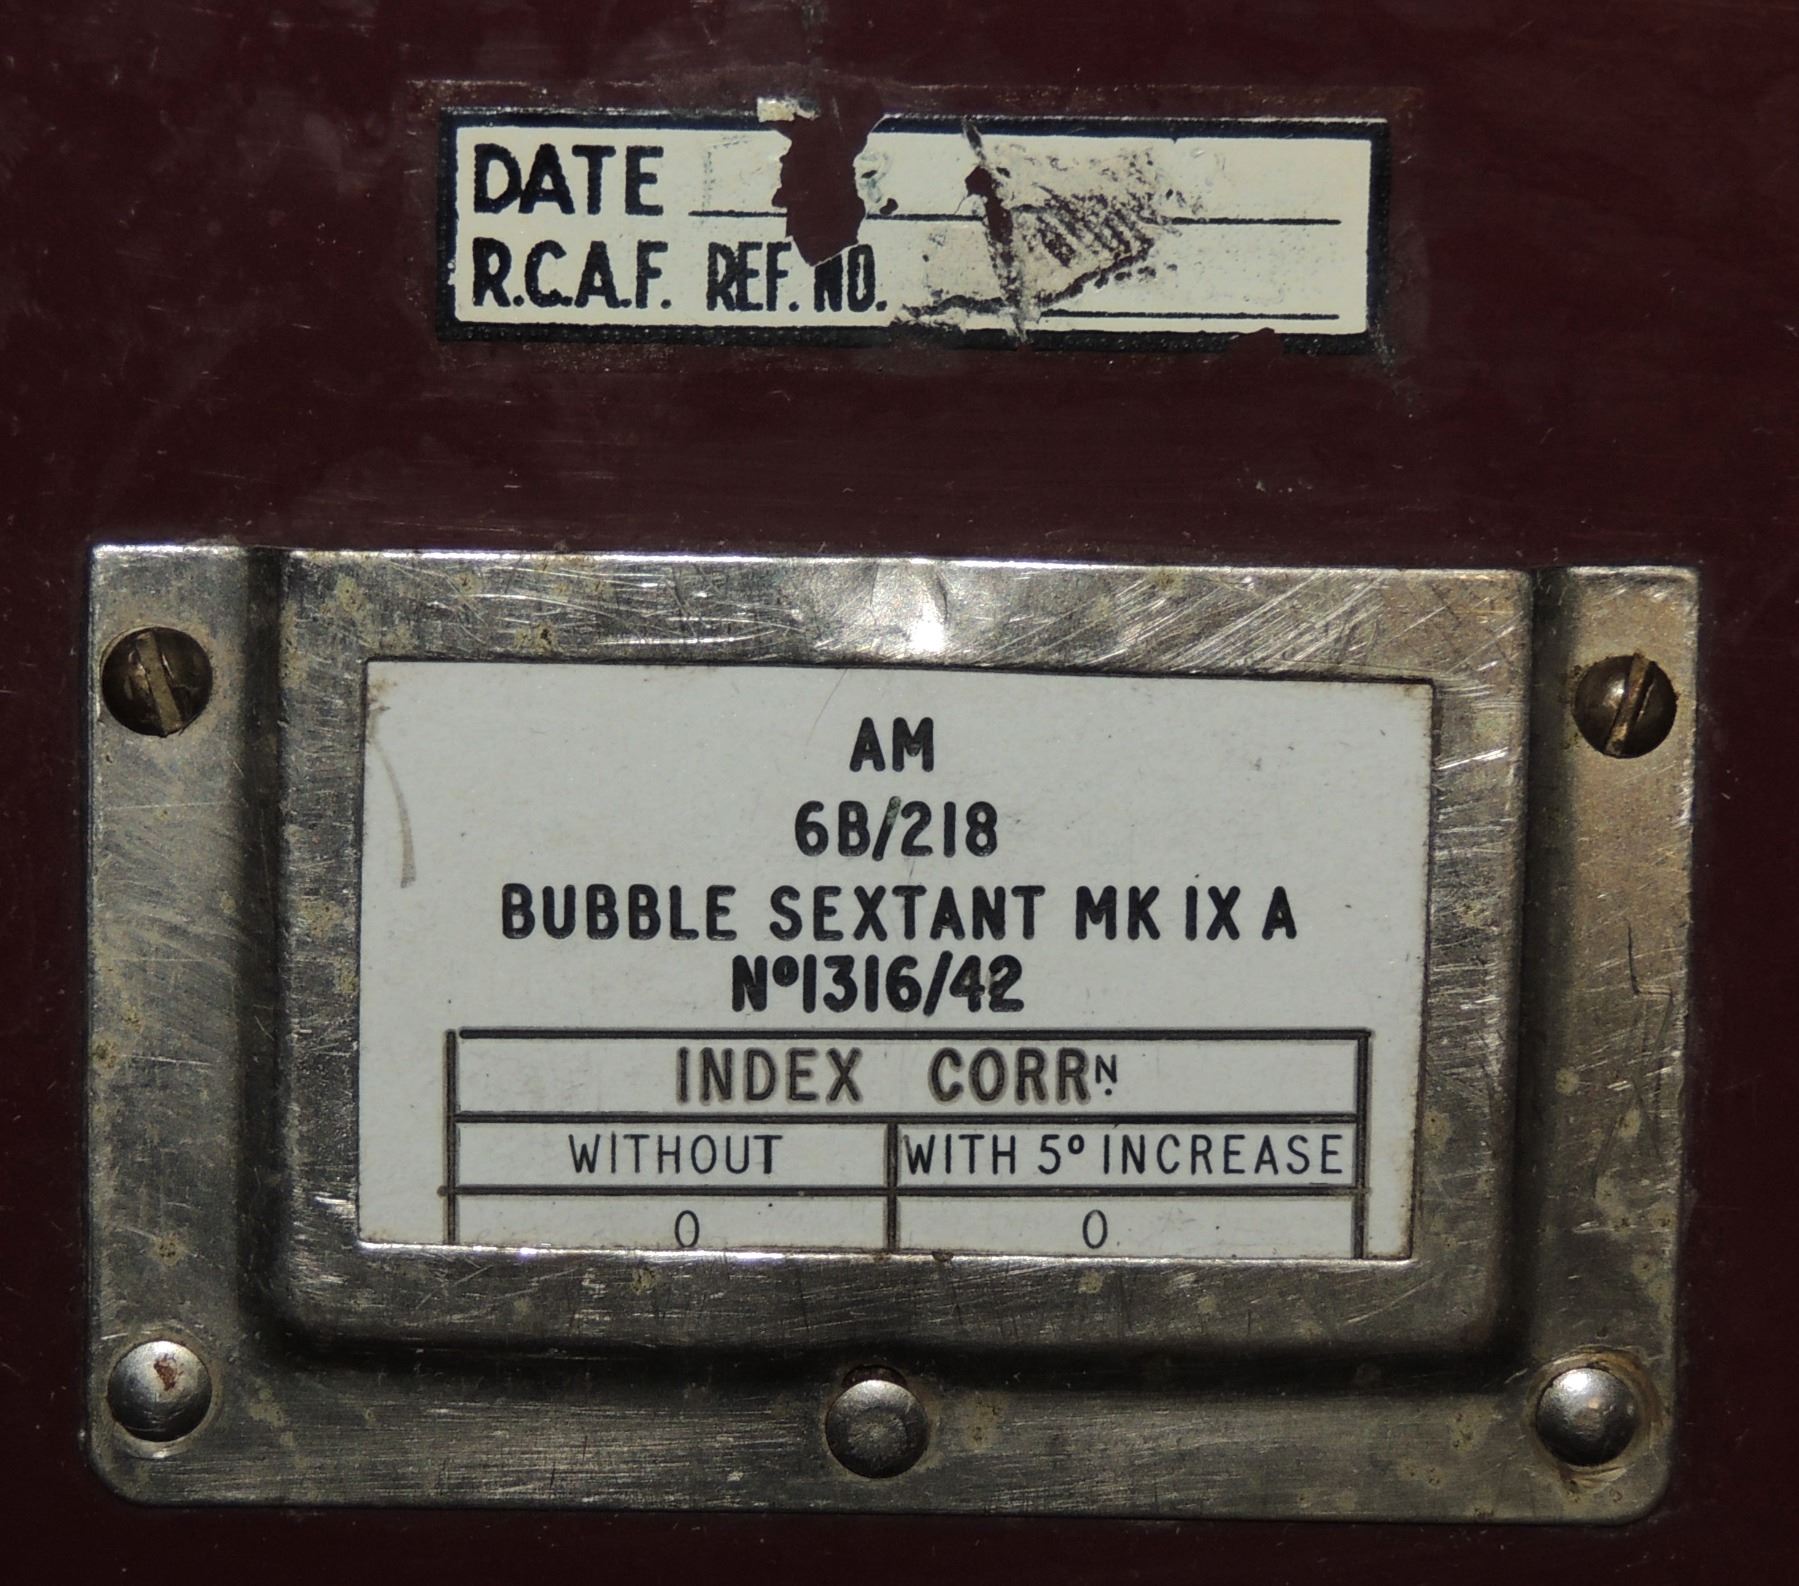 DATE
R.C.A.F. REF. NO.
AM
6B/218
BUBBLE SEXTANT MK IX A
Nº1316/42
INDEX CORRN.
WITHOUT WITH 5º INCREASE
0 0